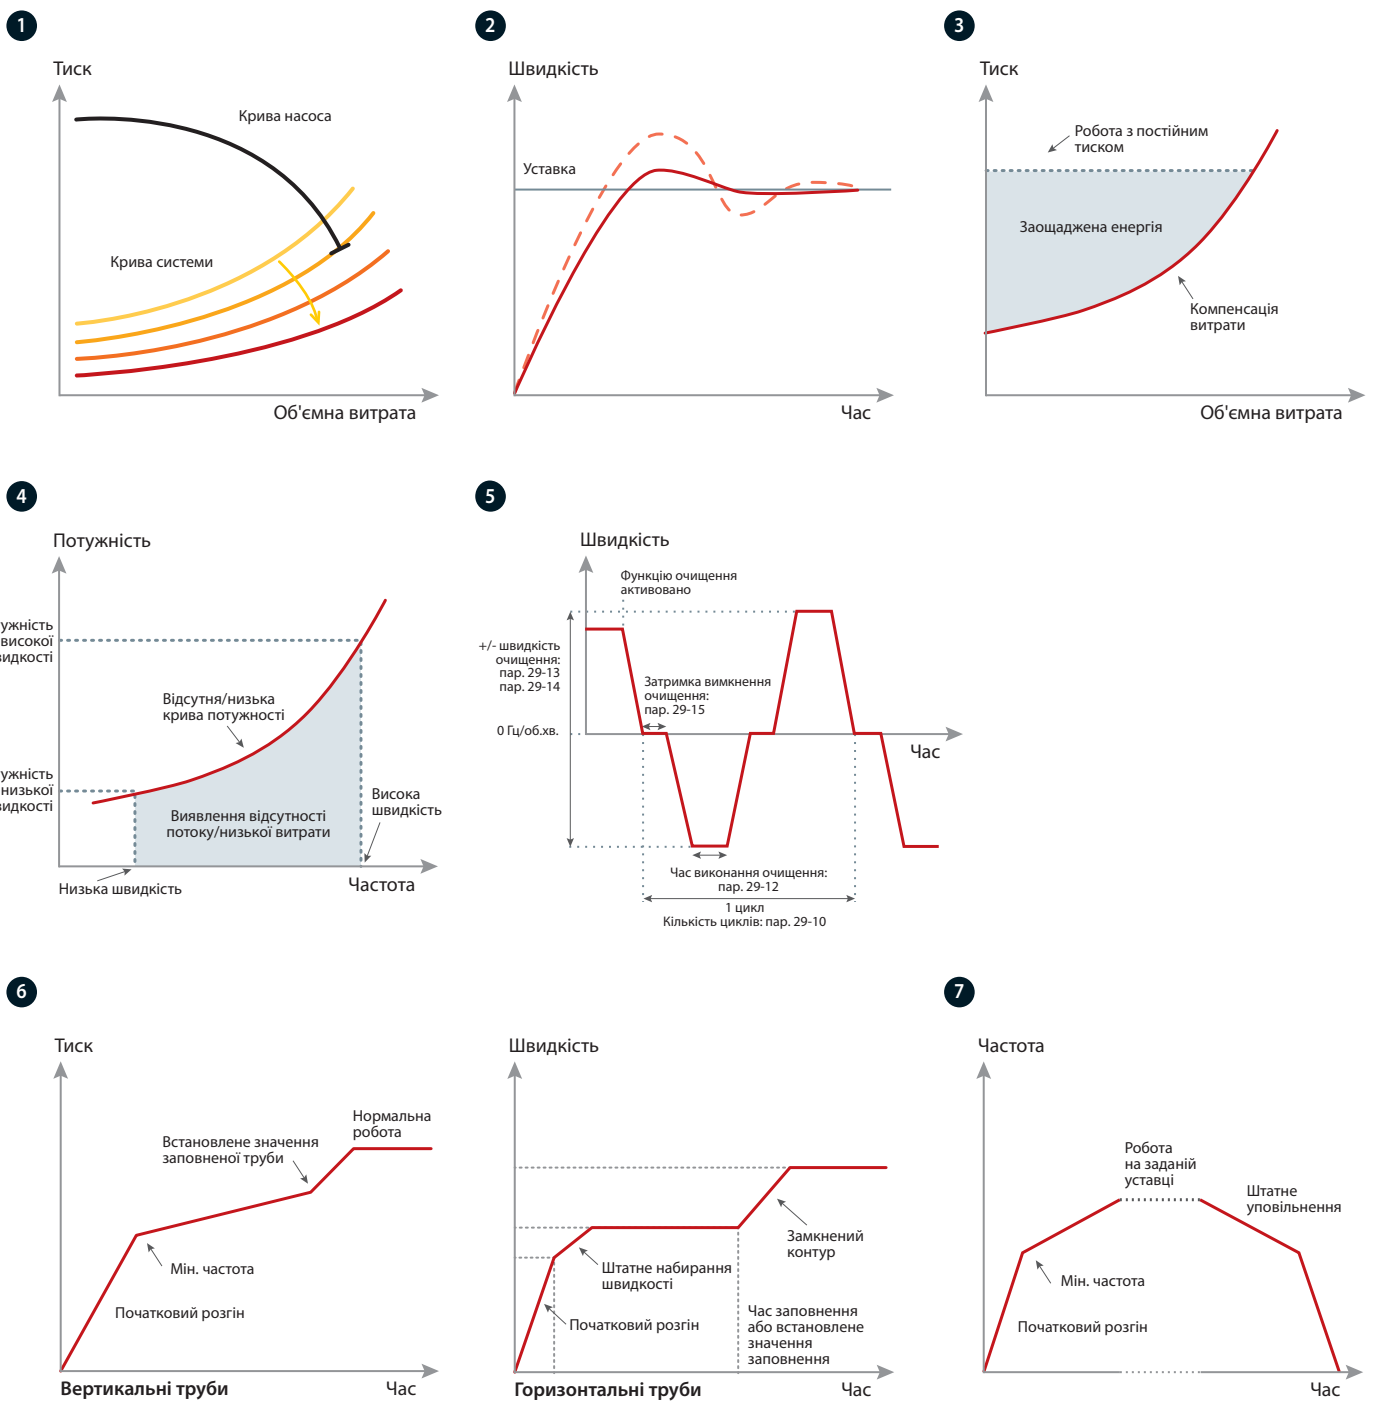 1
Тиск
Крива насоса
Крива системи
Об'ємна витрата
2
Швидкість
Уставка
Час
3
Тиск
Робота з постійним
тиском
Заощаджена енергія
Компенсація
витрати
Об'ємна витрата
4
Потужність
ужність
високої
видкості
Відсутня/низька
крива потужності
ужність
низької
видкості
Виявлення відсутності
потоку/низької витрати
Висока
швидкість
Низька швидкість
Частота
5
Швидкість
Функцію очищення
активовано
+/- швидкість
очищення:
пар. 29-13
пар. 29-14
Затримка вимкнення
очищення:
пар. 29-15
0 Гц/об.хв.
Час
Час виконання очищення:
пар. 29-12
1 цикл
Кількість циклів: пар. 29-10
6
Тиск
Нормальна
робота
Встановлене значення
заповненої труби
Мін. частота
Початковий розгін
Вертикальні труби
Час
Швидкість
Замкнений
контур
Штатне набирання
швидкості
Початковий розгін
Час заповнення
або встановлене
значення
заповнення
Горизонтальні труби
Час
7
Частота
Робота
на заданій
уставці
Штатне
уповільнення
Мін. частота
Початковий розгін
Час